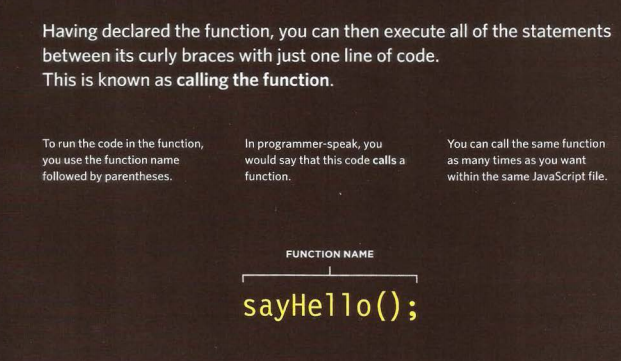 Having declared the function, you can then execute all of the statements
between its curly braces with just one line of code.
This is known as calling the function.
To run the code in the function,
you use the function name
followed by parentheses.
In programmer-speak, you
would say that this code calls a
function.
You can call the same function
as many times as you want
within the same JavaScript file.
FUNCTION NAME
sayHello();